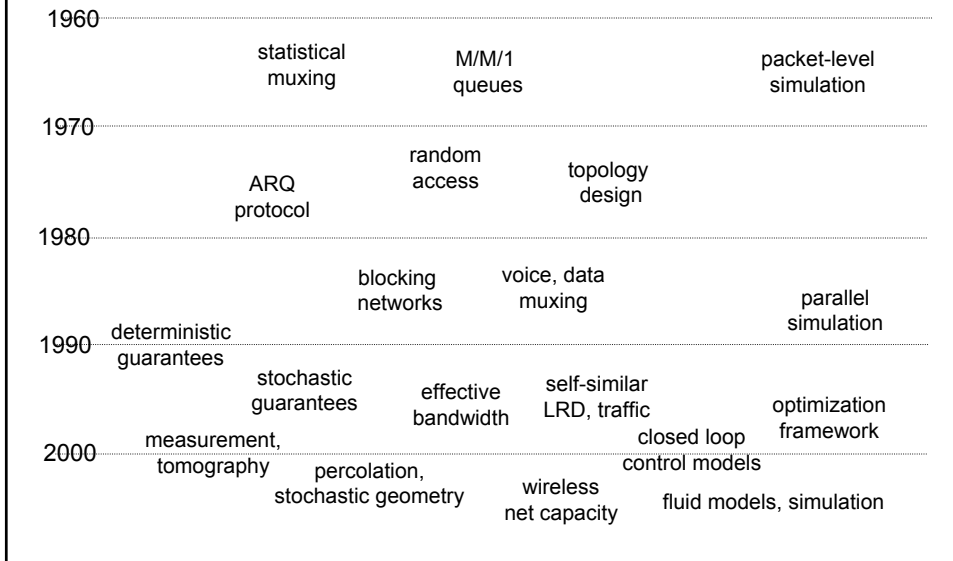 1960
statistical
muxing
M/M/1
queues
packet-level
simulation
1970
random
access
topology
design
ARQ
protocol
1980
blocking
networks
voice, data
muxing
parallel
simulation
deterministic
guarantees
1990
stochastic
guarantees
effective
bandwidth
self-similar
LRD, traffic
optimization
framework
measurement,
tomography
closed loop
control models
2000
percolation,
stochastic geometry
wireless
net capacity
fluid models, simulation